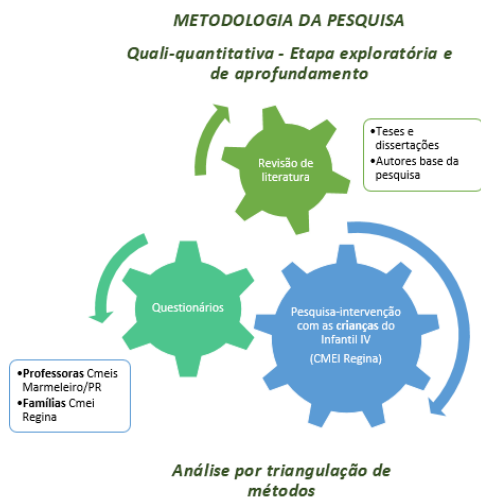 METODOLOGIA DA PESQUISA
Quali-quantitativa - Etapa exploratória e
de aprofundamento
Revisão de
literatura
•Teses e
dissertações
•Autores base da
pesquisa
Questionários
Pesquisa-intervenção
com as crianças do
Infantil IV
(CMEI Regina)
•Professoras Cmeis
Marmeleiro/PR
•Famílias Cmei
Regina
Análise por triangulação de
métodos